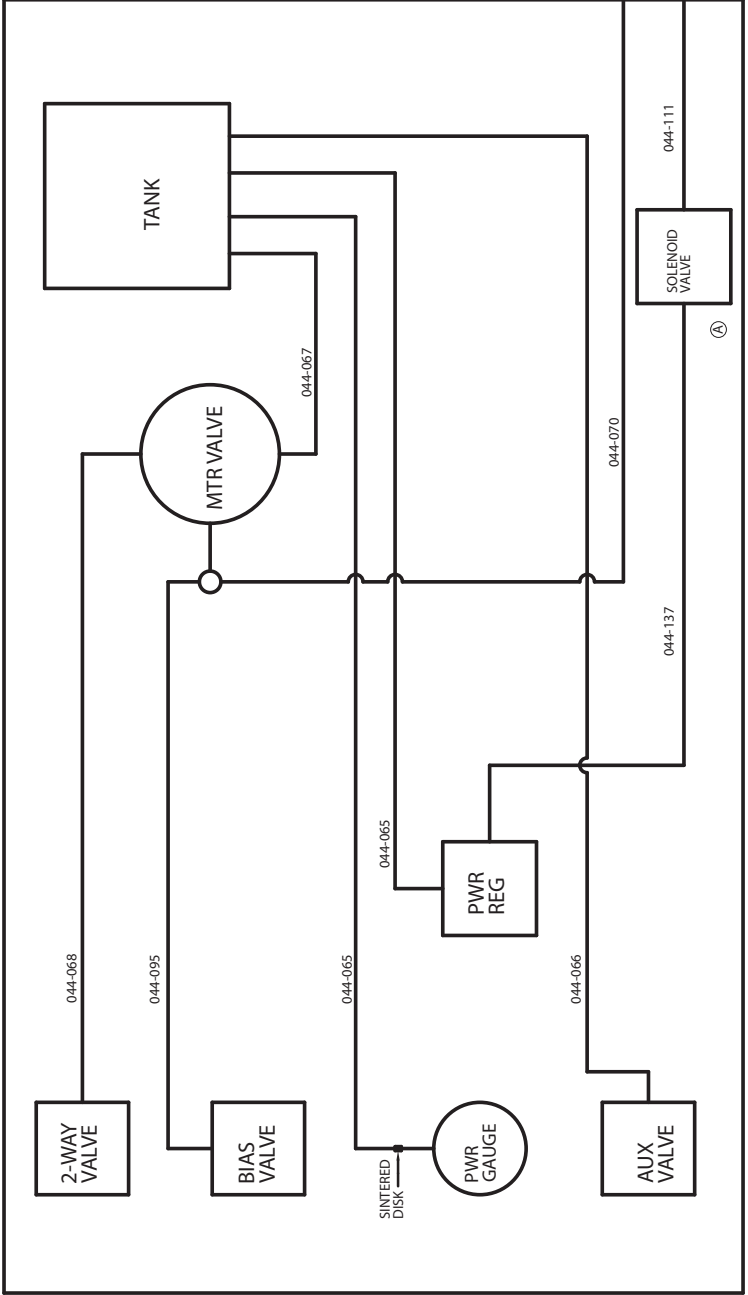 2-WAY
VALVE
044-068
MTR VALVE
TANK
044-067
BIAS
VALVE
044-095
044-065
SINTERED
DISK
PWR
GAUGE
044-065
PWR
REG
AUX
VALVE
044-066
044-070
044-137
SOLENOID
VALVE
044-111
A